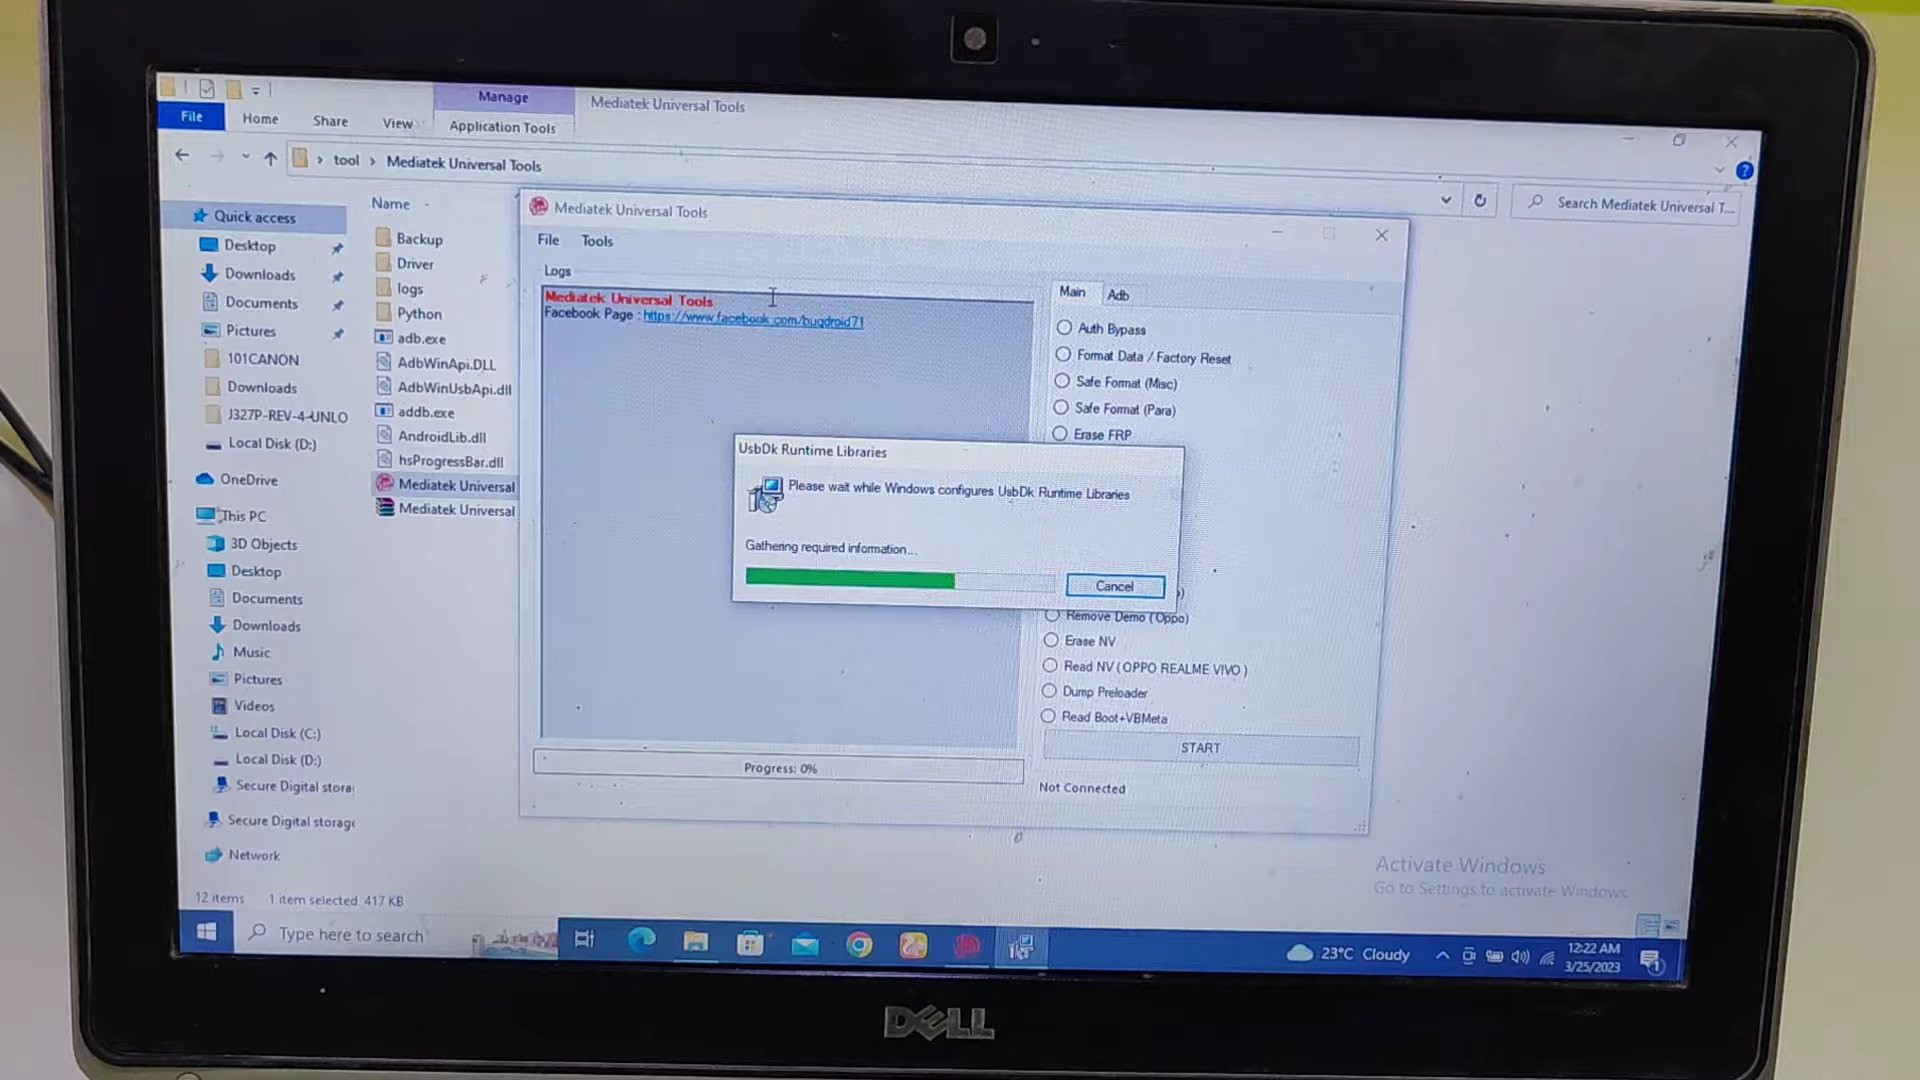 Manage
Mediatek Universal Tools
File
Home
Share
View
Application Tools
tool
Mediatek Universal Tools
Search Mediatek Universal T...
Quick access
Desktop
Downloads
Documents
Pictures
101CANON
Downloads
J327P-REV-4-UNLO
Local Disk (D:)
OneDrive
This PC
3D Objects
Desktop
Documents
Downloads
Music
Pictures
Videos
Local Disk (C:)
Local Disk (D:)
Secure Digital stora
Secure Digital storag
Network
Name
Backup
Driver
logs
Python
adb.exe
AdbWinApi.DLL
AdbWinUsbApi.dll
addb.exe
AndroidLib.dll
hsProgressBar.dll
Mediatek Universal
Mediatek Universal
Mediatek Universal Tools
File
Tools
Logs
Mediatek Universal Tools
Facebook Page : https://www.facebook.com/bugdroid71
Main
Adb
Auth Bypass
Format Data / Factory Reset
Safe Format (Misc)
Safe Format (Para)
Erase FRP
UsbDk Runtime Libraries
Please wait while Windows configures UsbDk Runtime Libraries
Gathering required information...
Cancel
Remove Demo (Oppo)
Erase NV
Read NV ( OPPO REALME VIVO )
Dump Preloader
Read Boot+VBMeta
START
Progress: 0%
Not Connected
Activate Windows
Go to Settings to activate Windows.
12 items
1 item selected 417 KB
Type here to search
23°C Cloudy
12:22 AM
3/25/2023
1
DELL